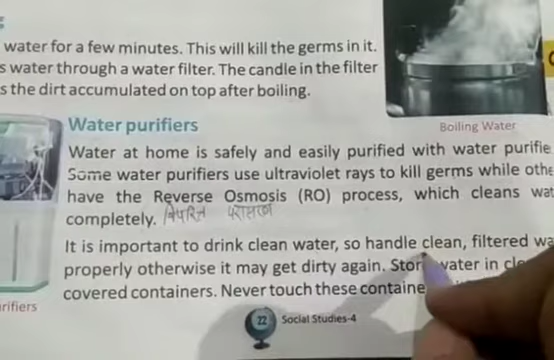 water for a few minutes. This will kill the germs in it.
s water through a water filter. The candle in the filter
s the dirt accumulated on top after boiling.
Boiling Water
Water purifiers
Water at home is safely and easily purified with water purifie
Some water purifiers use ultraviolet rays to kill germs while othe
have the Reverse Osmosis (RO) process, which cleans wat
completely.
It is important to drink clean water, so handle clean, filtered wa
properly otherwise it may get dirty again. Store water in cle
covered containers. Never touch these containe
rifiers
22 Social Studies-4